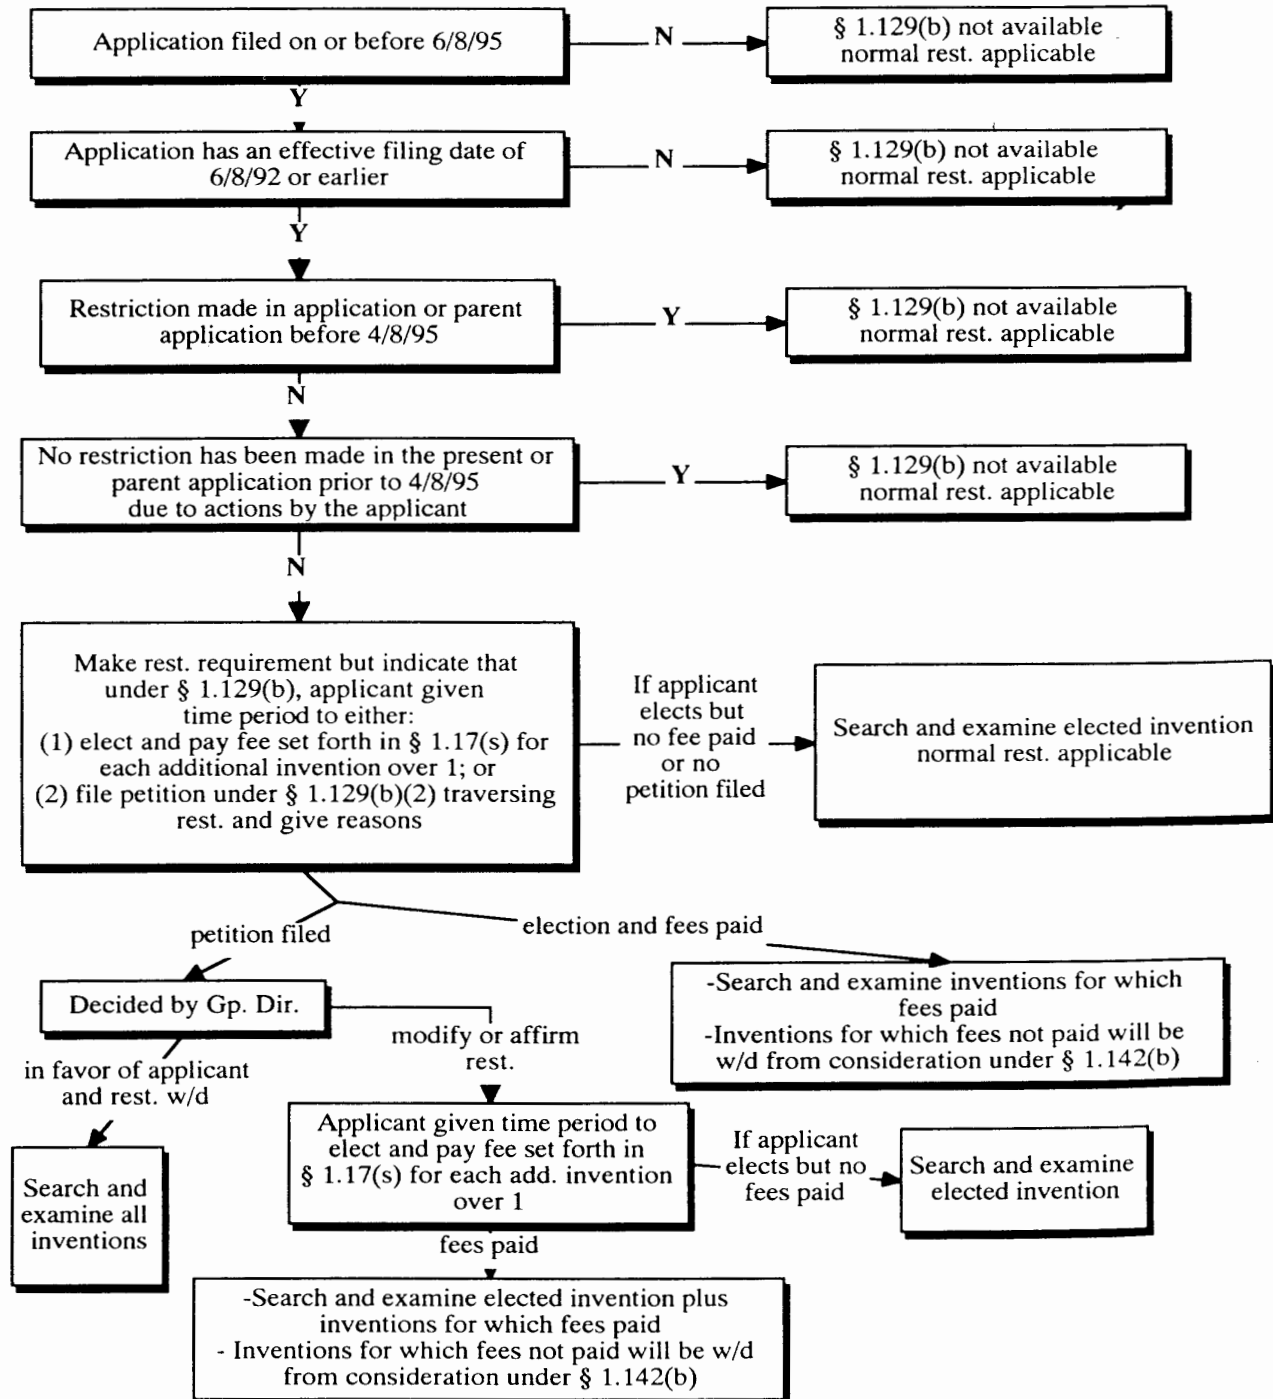 Application filed on or before 6/8/95
N
§ 1.129(b) not available
normal rest. applicable
Y
Application has an effective filing date of
6/8/92 or earlier
N
§ 1.129(b) not available
normal rest. applicable
Y
Restriction made in application or parent
application before 4/8/95
Y
§ 1.129(b) not available
normal rest. applicable
N
No restriction has been made in the present or
parent application prior to 4/8/95
due to actions by the applicant
Y
§ 1.129(b) not available
normal rest. applicable
N
Make rest. requirement but indicate that
under § 1.129(b), applicant given
time period to either:
(1) elect and pay fee set forth in § 1.17(s) for
each additional invention over 1; or
(2) file petition under § 1.129(b)(2) traversing
rest. and give reasons
If applicant
elects but
no fee paid
or no
petition filed
Search and examine elected invention
normal rest. applicable
petition filed
election and fees paid
Decided by Gp. Dir.
-Search and examine inventions for which
fees paid
-Inventions for which fees not paid will be
w/d from consideration under § 1.142(b)
modify or affirm
rest.
in favor of applicant
and rest. w/d
Search and
examine all
inventions
Applicant given time period to
elect and pay fee set forth in
§ 1.17(s) for each add. invention
over 1
If applicant
elects but no
fees paid
Search and examine
elected invention
fees paid
-Search and examine elected invention plus
inventions for which fees paid
- Inventions for which fees not paid will be w/d
from consideration under § 1.142(b)